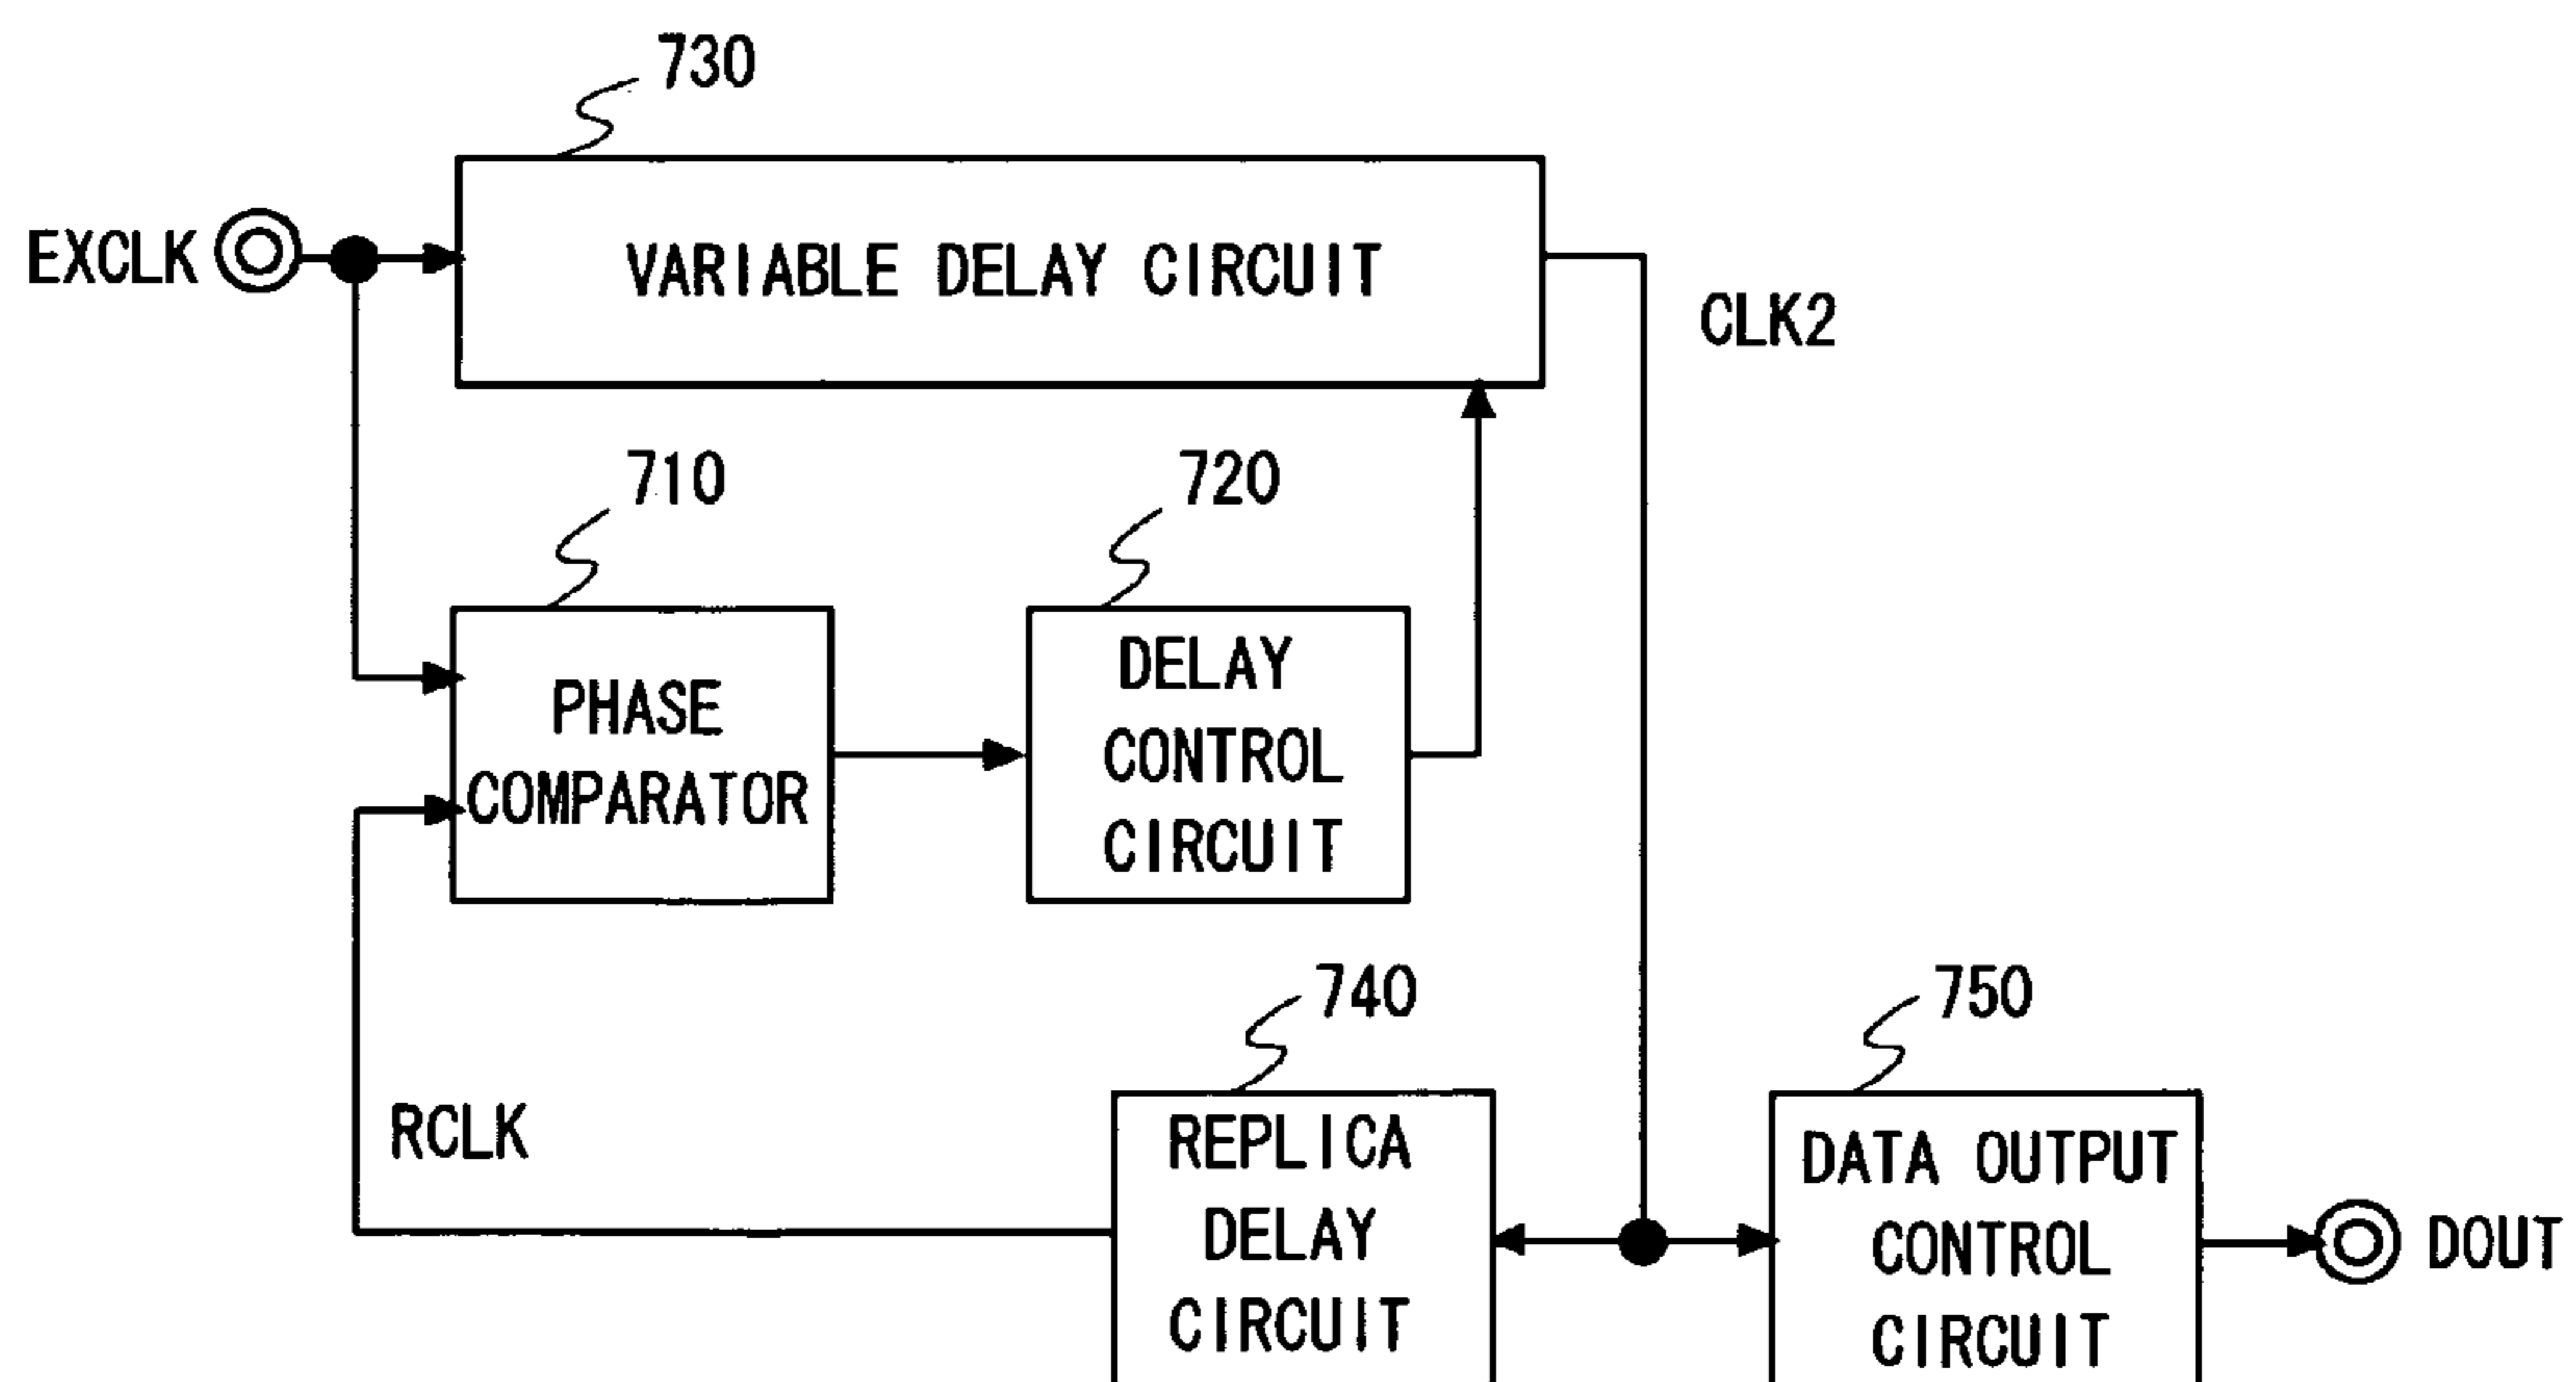 730
EXCLK
VARIABLE DELAY CIRCUIT
CLK2
710
720
PHASE
COMPARATOR
DELAY
CONTROL
CIRCUIT
740
750
RCLK
REPLICA
DELAY
CIRCUIT
DATA OUTPUT
CONTROL
CIRCUIT
DOUT